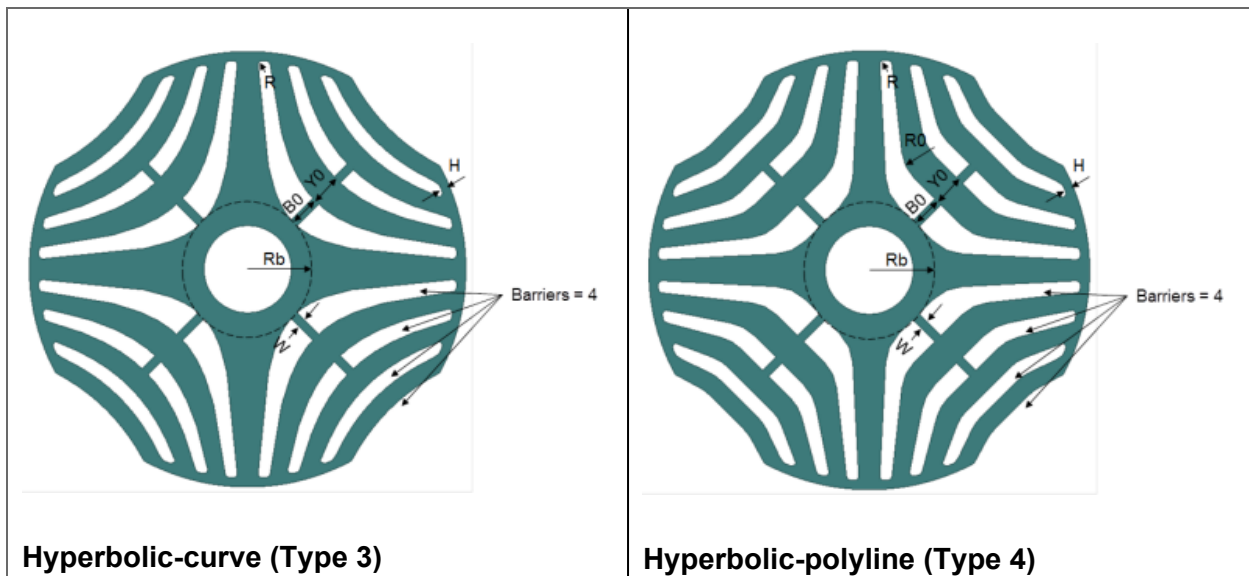 R
H
Y0
B0
Rb
Barriers = 4
W
Hyperbolic-curve (Type 3)
R
R0
H
Y0
B0
Rb
Barriers = 4
W
Hyperbolic-polyline (Type 4)